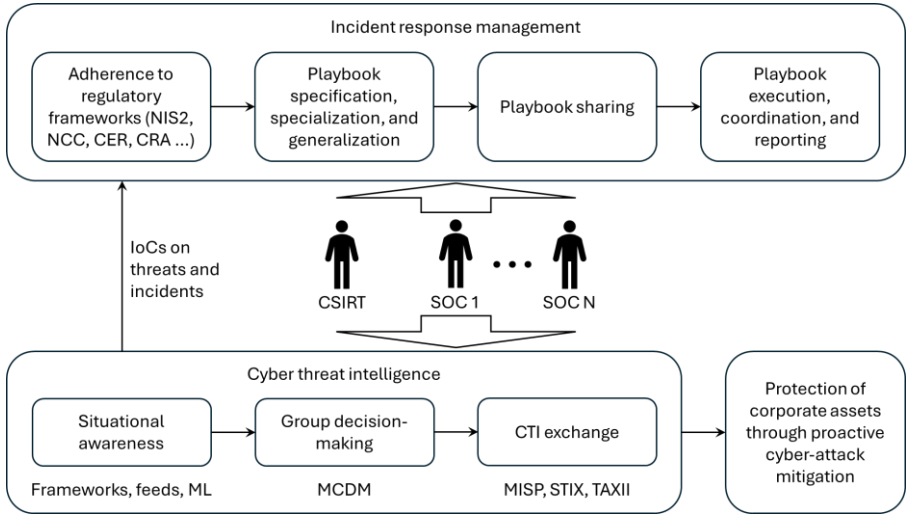 Incident response management
Adherence to
regulatory
frameworks (NIS2,
NCC, CER, CRA ...)
Playbook
specification,
specialization, and
generalization
Playbook sharing
Playbook
execution,
coordination, and
reporting
IoCs on
threats and
incidents
CSIRT
SOC 1
SOC N
Cyber threat intelligence
Situational
awareness
Group decision-
making
CTI exchange
Frameworks, feeds, ML
MCDM
MISP, STIX, TAXII
Protection of
corporate assets
through proactive
cyber-attack
mitigation